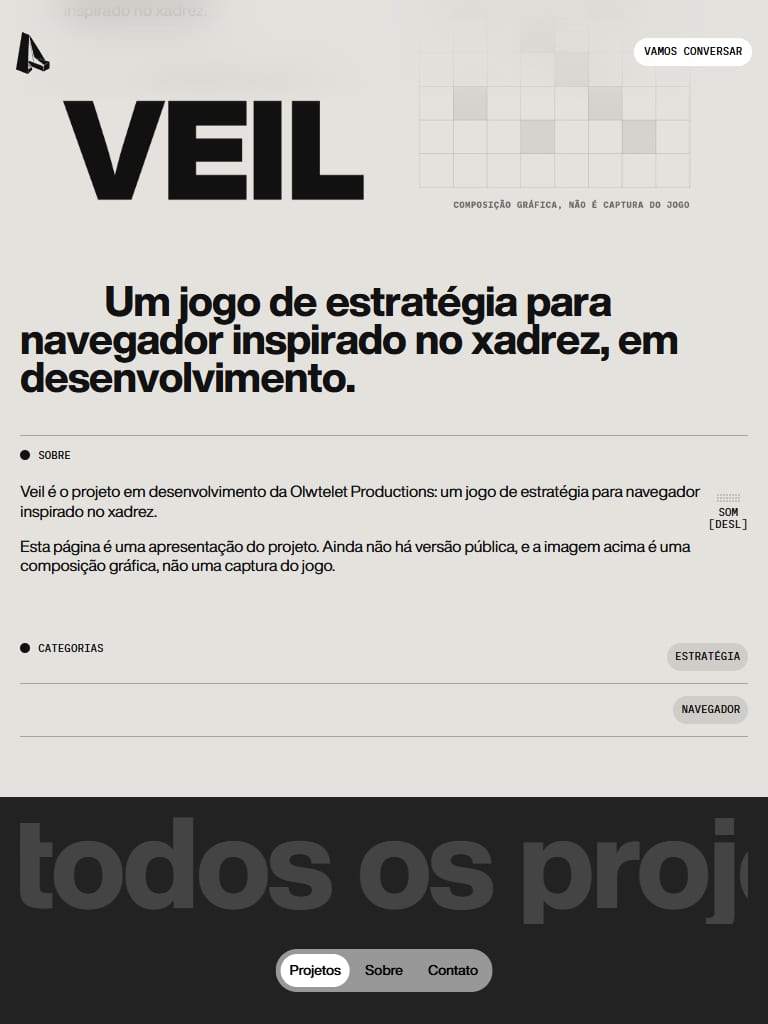 inspirado no xadrez.
VAMOS CONVERSAR
VEIL
COMPOSIÇÃO GRÁFICA, NÃO É CAPTURA DO JOGO
Um jogo de estratégia para
navegador inspirado no xadrez, em
desenvolvimento.
SOBRE
Veil é o projeto em desenvolvimento da Olwtelet Productions: um jogo de estratégia para navegador
inspirado no xadrez.
SOM
[DESL]
Esta página é uma apresentação do projeto. Ainda não há versão pública, e a imagem acima é uma
composição gráfica, não uma captura do jogo.
CATEGORIAS
ESTRATÉGIA
NAVEGADOR
todos os proj
Projetos Sobre Contato